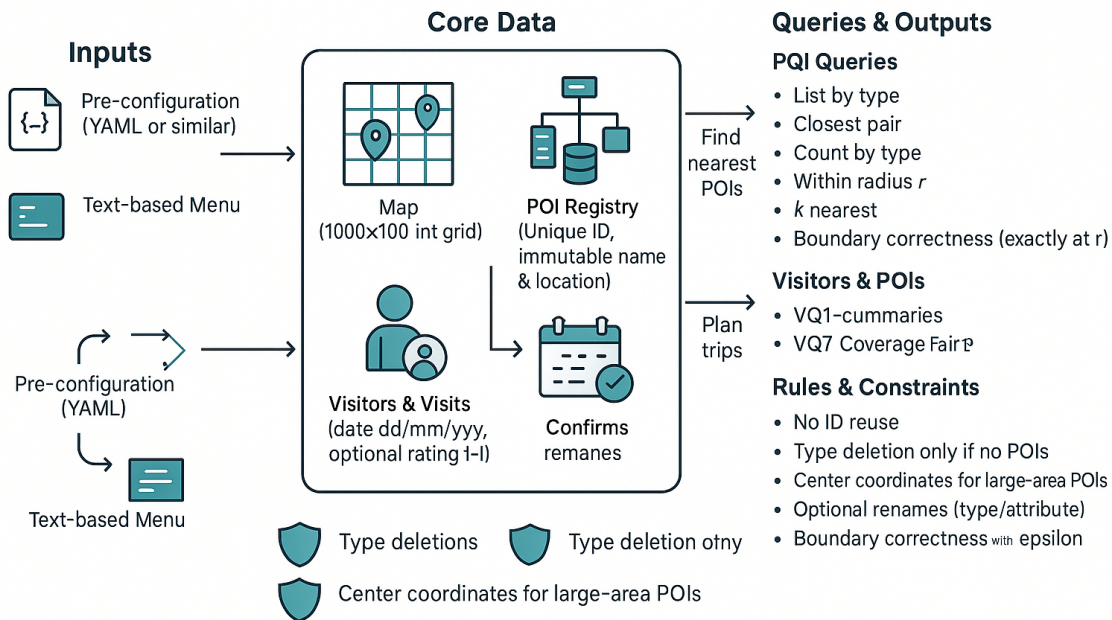 Inputs
Pre-configuration
(YAML or similar)
{-}
Text-based Menu
Pre-configuration
(YAML)
Text-based Menu
Core Data
Map
(1000×100 int grid)
POI Registry
(Unique ID,
immutable name
& location)
Visitors & Visits
(date dd/mm/yyy,
optional rating 1-I)
Confirms
remanes
Find
nearest
POIs
Plan
trips
Type deletions
Type deletion otny
Center coordinates for large-area POIs
Queries & Outputs
PQI Queries
• List by type
• Closest pair
• Count by type
• Within radius r
• k nearest
• Boundary correctness (exactly at r)
Visitors & POIs
• VQ1-cummaries
• VQ7 Coverage
Rules & Constraints
• No ID reuse
• Type deletion only if no POIs
• Center coordinates for large-area POIs
• Optional renames (type/attribute)
• Boundary correctness with epsilon